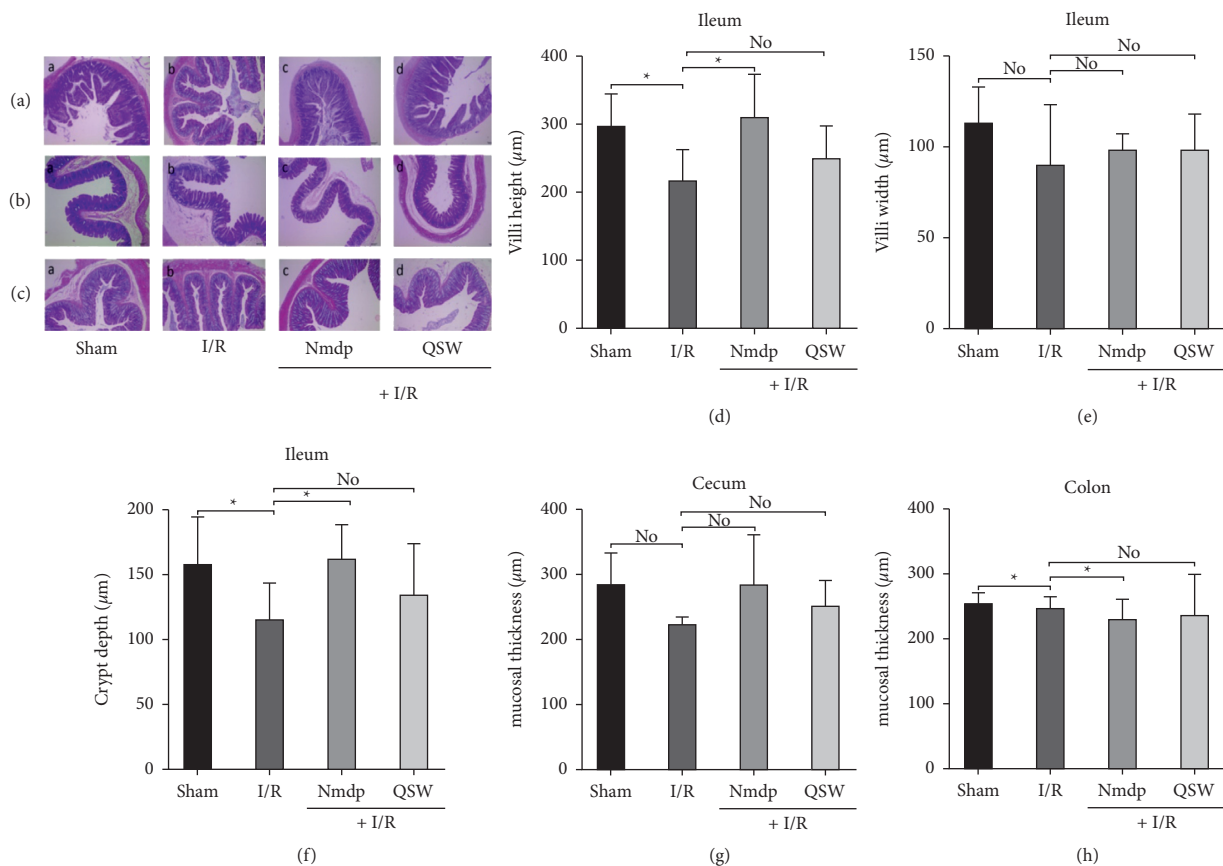 (a)
a
b
c
d
(b)
a
b
c
d
(c)
a
b
c
d
Sham
I/R
Nmdp
QSW
+ I/R
Ileum
Villi height (µm)
400
300
200
100
0
*
*
No
Sham
I/R
Nmdp
QSW
+ I/R
(d)
Ileum
Villi width (µm)
150
100
50
0
No
No
No
Sham
I/R
Nmdp
QSW
+ I/R
(e)
Ileum
Crypt depth (µm)
200
150
100
50
0
*
*
No
Sham
I/R
Nmdp
QSW
+ I/R
(f)
Cecum
mucosal thickness (µm)
400
300
200
100
0
No
No
No
Sham
I/R
Nmdp
QSW
+ I/R
(g)
Colon
mucosal thickness (µm)
400
300
200
100
0
*
*
No
Sham
I/R
Nmdp
QSW
+ I/R
(h)